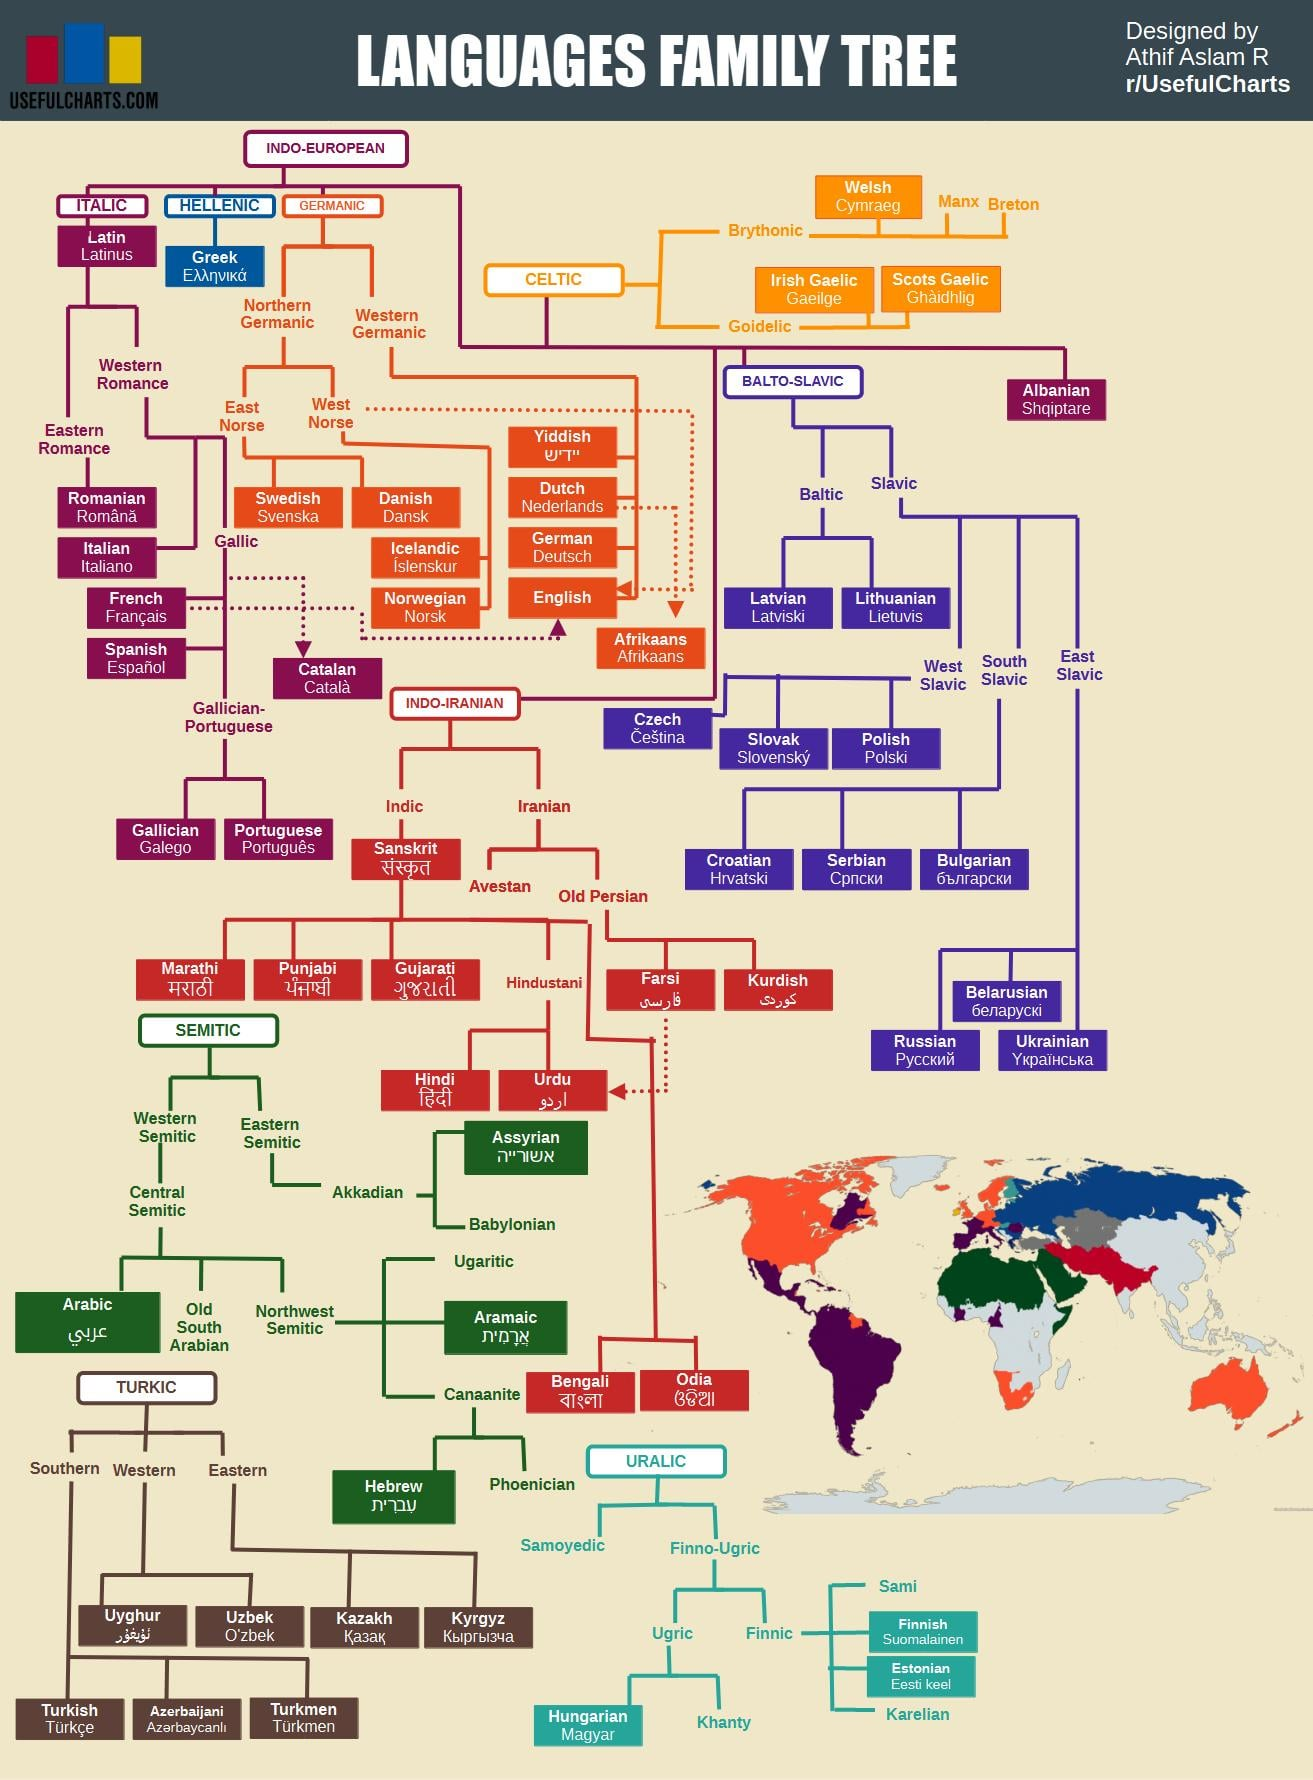 USEFULCHARTS.COM
LANGUAGES FAMILY TREE
Designed by
Athif Aslam R
r/UsefulCharts
INDO-EUROPEAN
ITALIC
HELLENIC
GERMANIC
Latin
Latinus
Greek
Ελληνικά
Northern
Germanic
Western
Germanic
CELTIC
Brythonic
Welsh
Cymraeg
Manx
Breton
Irish Gaelic
Gaeilge
Scots Gaelic
Ghàidhlig
Goidelic
Western
Romance
Eastern
Romance
East
Norse
West
Norse
BALTO-SLAVIC
Albanian
Shqiptare
Romanian
Română
Italian
Italiano
Gallic
French
Français
Spanish
Español
Swedish
Svenska
Danish
Dansk
Icelandic
Íslenskur
Norwegian
Norsk
Yiddish
ייִדיש
Dutch
Nederlands
German
Deutsch
English
Afrikaans
Afrikaans
Catalan
Català
Baltic
Slavic
Latvian
Latviski
Lithuanian
Lietuvis
West
Slavic
South
Slavic
East
Slavic
Gallician-
Portuguese
INDO-IRANIAN
Czech
Čeština
Slovak
Slovenský
Polish
Polski
Gallician
Galego
Portuguese
Português
Indic
Iranian
Sanskrit
संस्कृत
Avestan
Old Persian
Croatian
Hrvatski
Serbian
Српски
Bulgarian
български
Marathi
मराठी
Punjabi
ਪੰਜਾਬੀ
Gujarati
ગુજરાતી
Hindustani
Farsi
فارسی
Kurdish
كوردی
Belarusian
беларускі
Russian
Русский
Ukrainian
Yкраїнська
SEMITIC
Hindi
हिंदी
Urdu
اردو
Western
Semitic
Eastern
Semitic
Assyrian
אשורייה
Central
Semitic
Akkadian
Babylonian
Ugaritic
Arabic
عربي
Old
South
Arabian
Northwest
Semitic
Aramaic
אֲרָמִית
Canaanite
Bengali
বাংলা
Odia
ଓଡିଆ
TURKIC
Southern
Western
Eastern
Hebrew
עִברִית
Phoenician
URALIC
Samoyedic
Finno-Ugric
Sami
Uyghur
ئۇيغۇر
Uzbek
O'zbek
Kazakh
Қазақ
Kyrgyz
Кыргызча
Ugric
Finnic
Finnish
Suomalainen
Estonian
Eesti keel
Karelian
Turkish
Türkçe
Azerbaijani
Azərbaycanlı
Turkmen
Türkmen
Hungarian
Magyar
Khanty